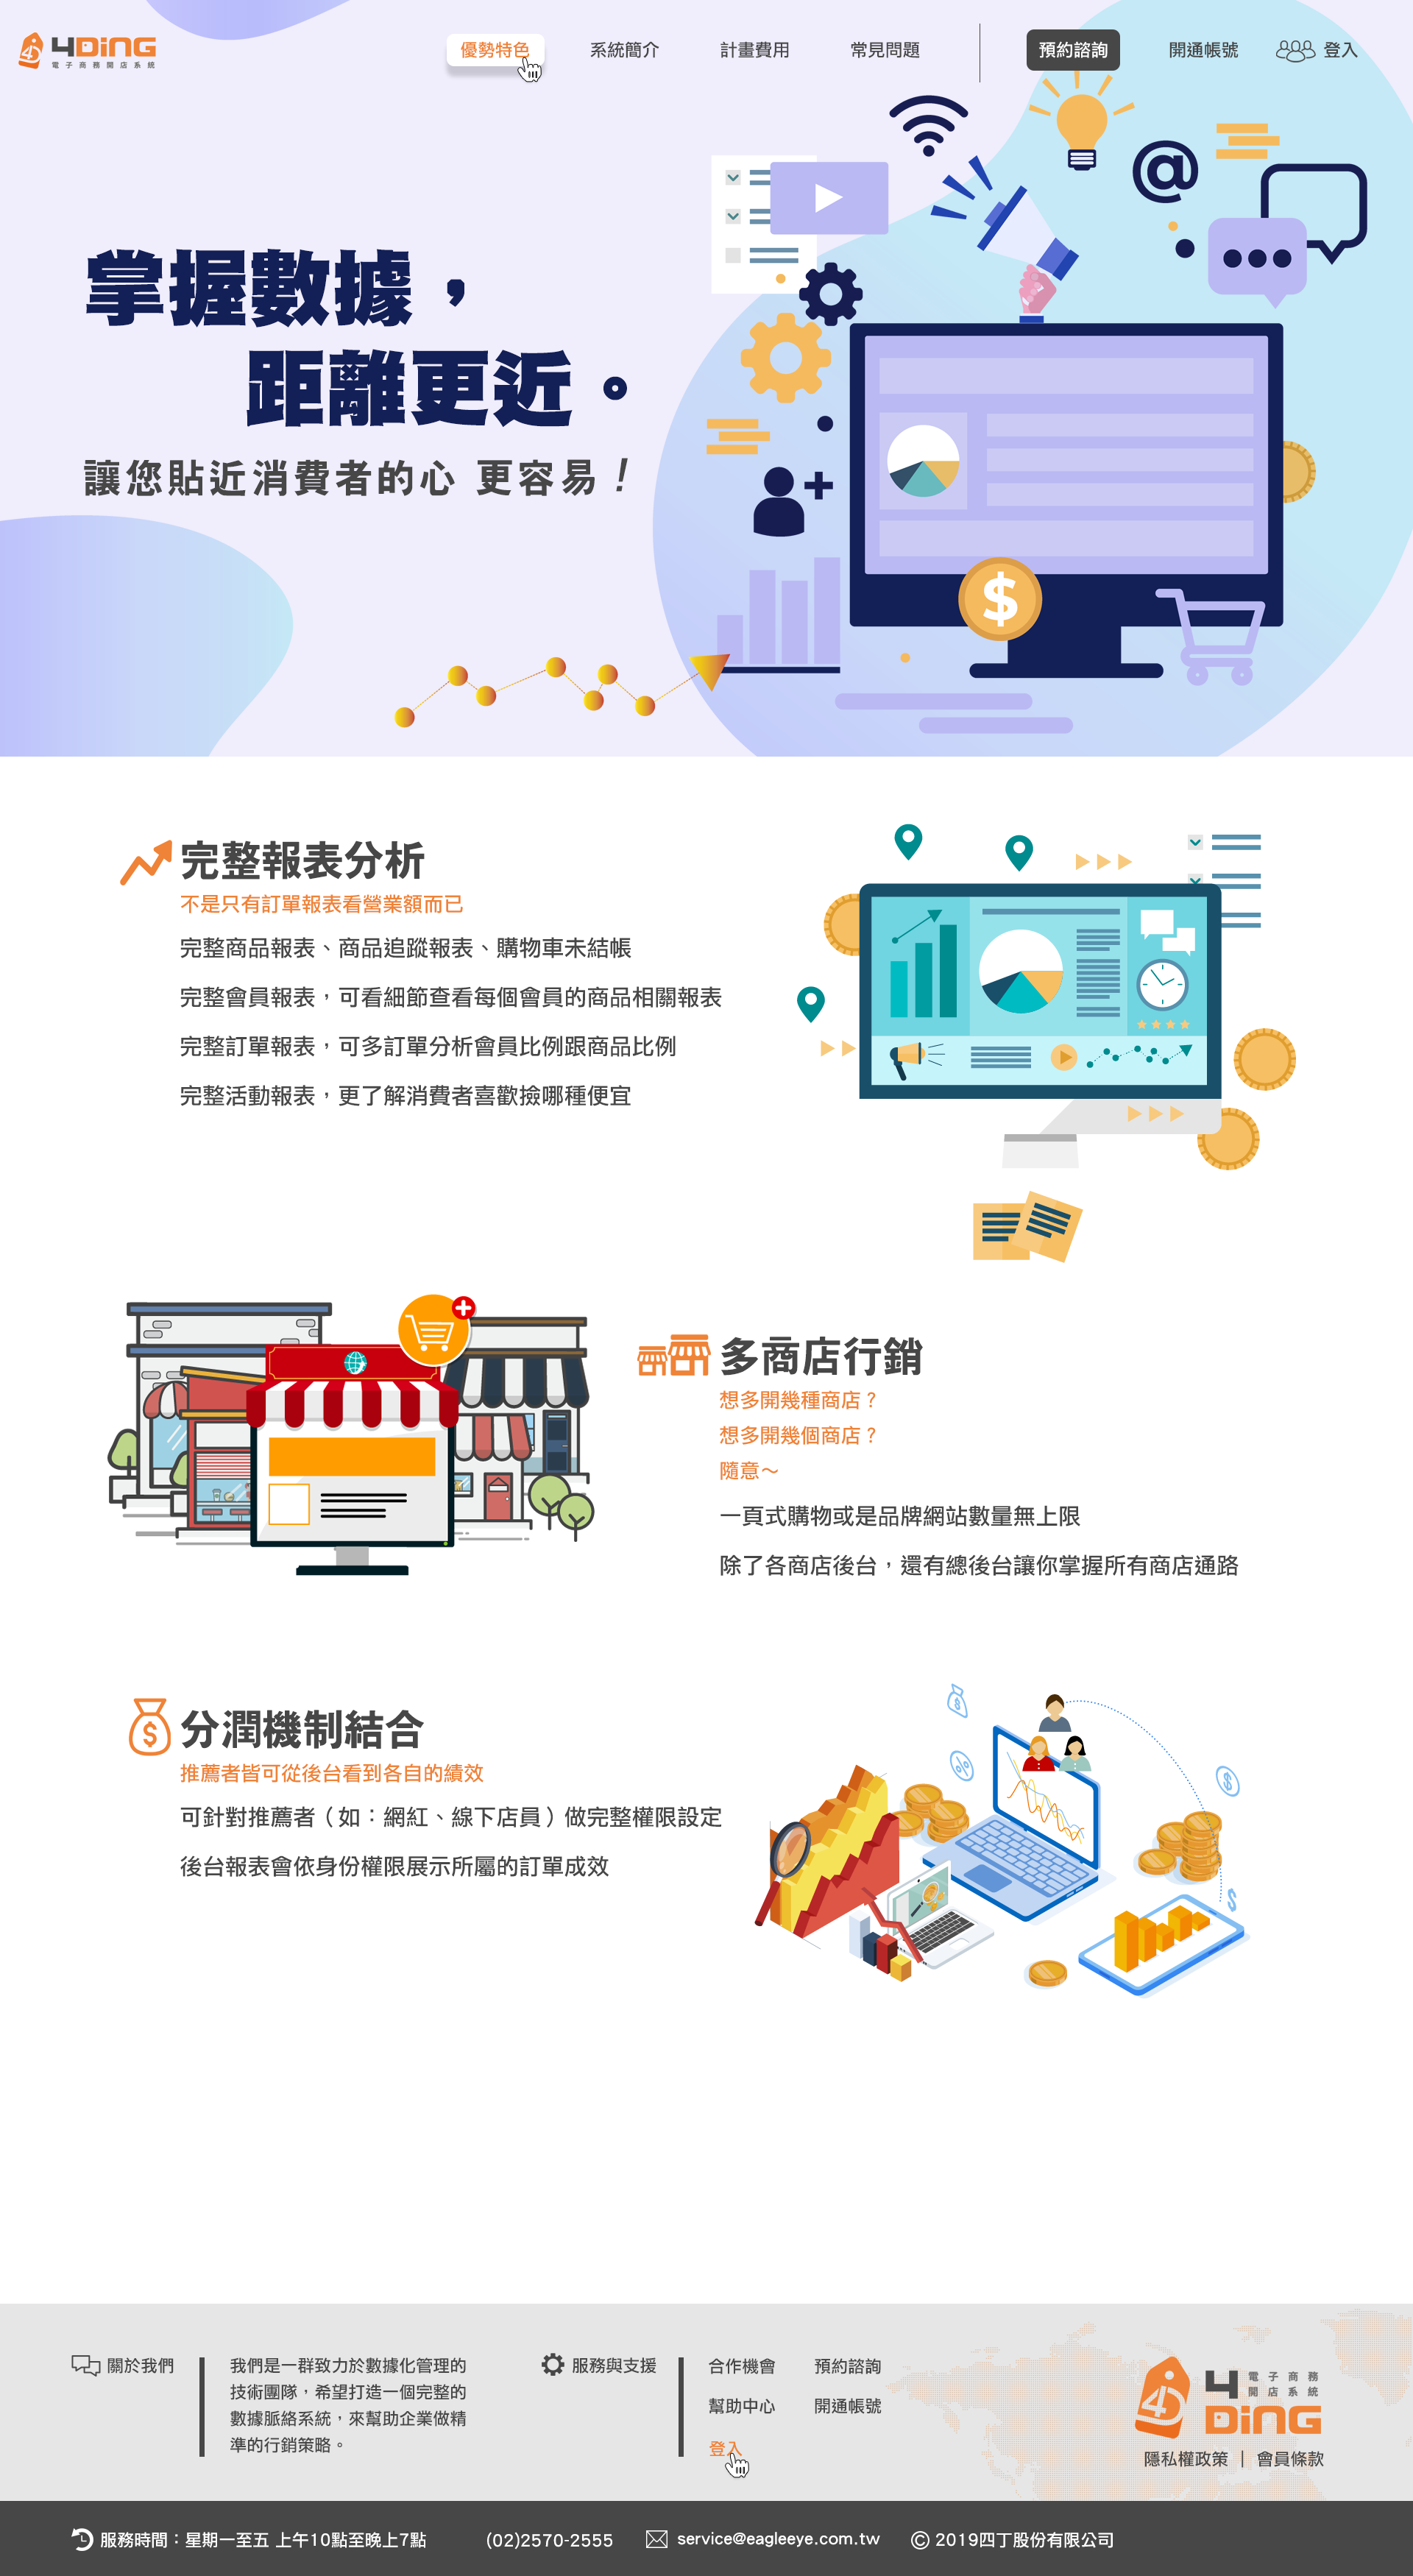 4DiNG
電子商務開店系統
優勢特色
系統簡介
計畫費用
常見問題
預約諮詢
開通帳號
登入
掌握數據，
距離更近。
讓您貼近消費者的心 更容易！
完整報表分析
不是只有訂單報表看營業額而已
完整商品報表、商品追蹤報表、購物車未結帳
完整會員報表，可看細節查看每個會員的商品相關報表
完整訂單報表，可多訂單分析會員比例跟商品比例
完整活動報表，更了解消費者喜歡撿哪種便宜
多商店行銷
想多開幾種商店？
想多開幾個商店？
隨意～
一頁式購物或是品牌網站數量無上限
除了各商店後台，還有總後台讓你掌握所有商店通路
分潤機制結合
推薦者皆可從後台看到各自的績效
可針對推薦者（如：網紅、線下店員）做完整權限設定
後台報表會依身份權限展示所屬的訂單成效
關於我們
我們是一群致力於數據化管理的
技術團隊，希望打造一個完整的
數據脈絡系統，來幫助企業做精
準的行銷策略。
服務與支援
合作機會
預約諮詢
幫助中心
開通帳號
登入
4 電子商務
開店系統
DiNG
隱私權政策｜會員條款
服務時間：星期一至五 上午10點至晚上7點
(02)2570-2555
service@eagleeye.com.tw
©2019四丁股份有限公司